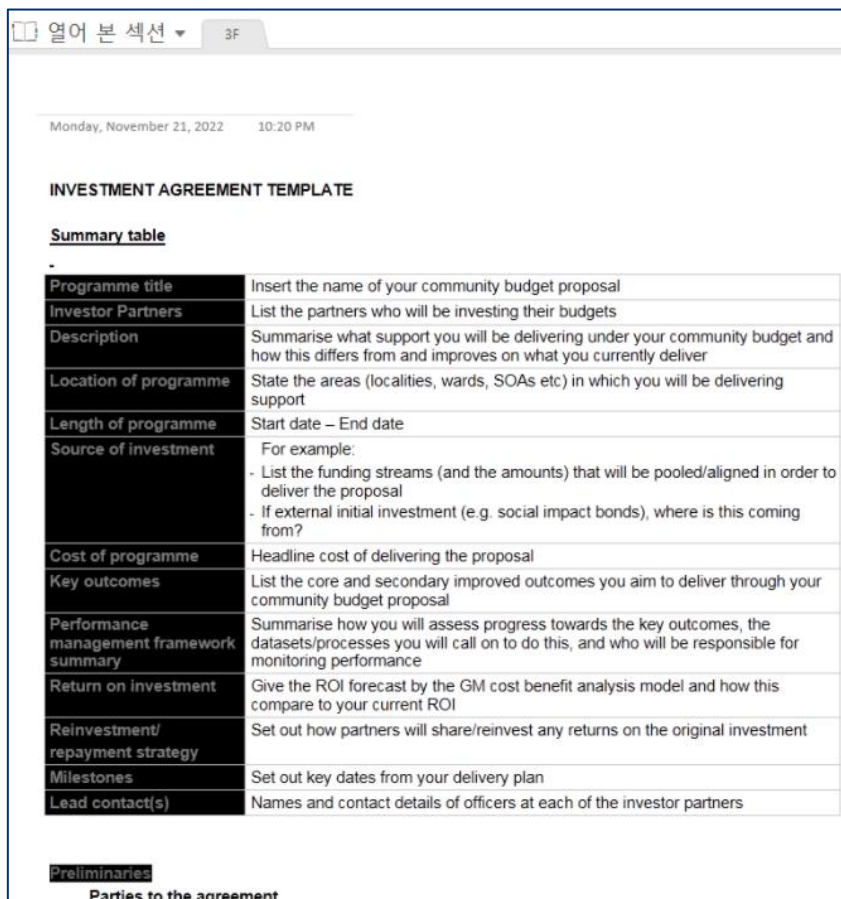 열어 본 섹션 ▾ 3F
Monday, November 21, 2022 10:20 PM
INVESTMENT AGREEMENT TEMPLATE
Summary table
-
Programme title Insert the name of your community budget proposal
Investor Partners List the partners who will be investing their budgets
Description Summarise what support you will be delivering under your community budget and
how this differs from and improves on what you currently deliver
Location of programme State the areas (localities, wards, SOAs etc) in which you will be delivering
support
Length of programme Start date – End date
Source of investment For example:
- List the funding streams (and the amounts) that will be pooled/aligned in order to
deliver the proposal
- If external initial investment (e.g. social impact bonds), where is this coming
from?
Cost of programme Headline cost of delivering the proposal
Key outcomes List the core and secondary improved outcomes you aim to deliver through your
community budget proposal
Performance Summarise how you will assess progress towards the key outcomes, the
management framework datasets/processes you will call on to do this, and who will be responsible for
summary monitoring performance
Return on investment Give the ROI forecast by the GM cost benefit analysis model and how this
compare to your current ROI
Reinvestment/ Set out how partners will share/reinvest any returns on the original investment
repayment strategy
Milestones Set out key dates from your delivery plan
Lead contact(s) Names and contact details of officers at each of the investor partners
Preliminaries
Parties to the agreement